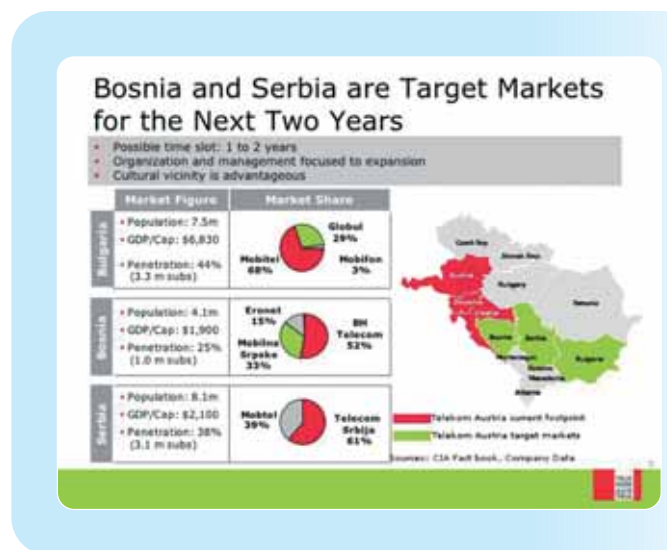 Bosnia and Serbia are Target Markets
for the Next Two Years
• Possible time slot: 1 to 2 years
• Organization and management focused to expansion
• Cultural vicinity is advantageous
Market Figure
Market Share
Bulgaria
• Population: 7.5m
• GDP/Cap: $6,830
• Penetration: 44%
(3.3 m subs)
Globul
29%
Mobitel
68%
Mobifon
3%
Bosnia
• Population: 4.1m
• GDP/Cap: $1,900
• Penetration: 25%
(1.0 m subs)
Eronet
15%
Mobilna
Srpske
33%
BH
Telecom
52%
Serbia
• Population: 8.1m
• GDP/Cap: $2,100
• Penetration: 38%
(3.1 m subs)
Mobtel
39%
Telecom
Srbija
61%
Czech Rep.
Slovak Rep.
Austria
Hungary
Romania
Slovenia
Croatia
Bosnia
Serbia
Montenegro
Bulgaria
Macedonia
Albania
Telekom Austria current footprint
Telekom Austria target markets
Sources: CIA Fact book, Company Data